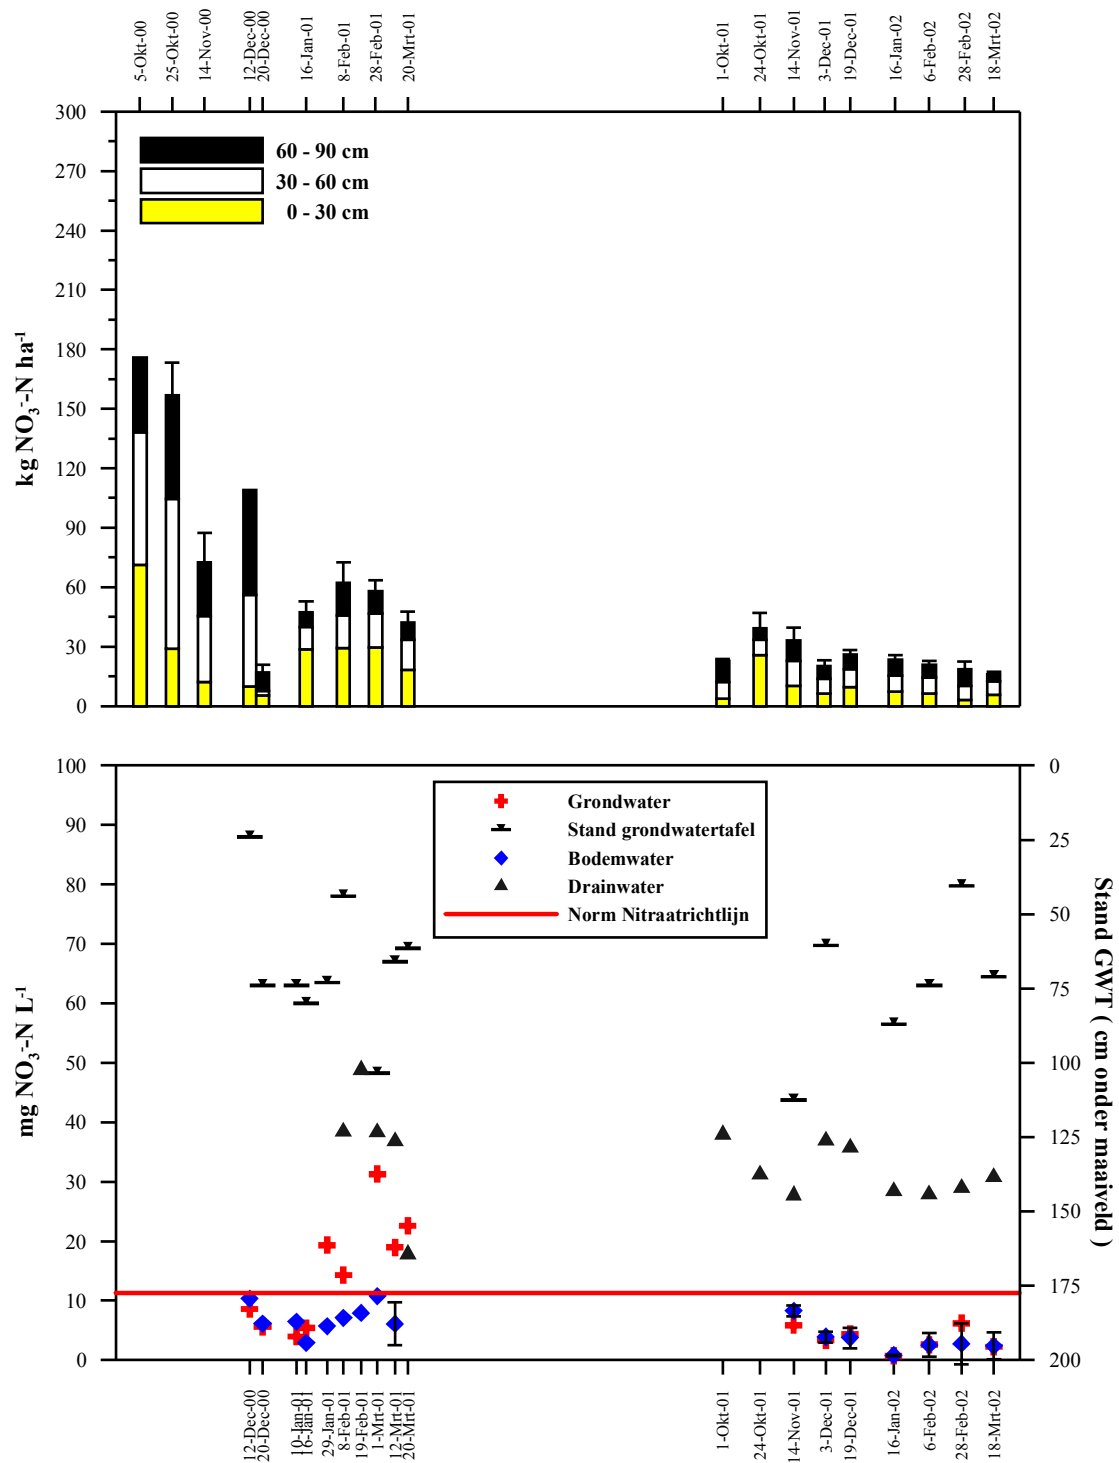 5-Okt-00
25-Okt-00
14-Nov-00
12-Dec-00
20-Dec-00
16-Jan-01
8-Feb-01
28-Feb-01
20-Mrt-01
1-Okt-01
24-Okt-01
14-Nov-01
3-Dec-01
19-Dec-01
16-Jan-02
6-Feb-02
28-Feb-02
18-Mrt-02
300
270
240
210
180
150
120
90
60
30
0
kg NO₃⁻-N ha⁻¹
60 - 90 cm
30 - 60 cm
0 - 30 cm
100
90
80
70
60
50
40
30
20
10
0
mg NO₃⁻-N L⁻¹
Grondwater
Stand grondwatertafel
Bodemwater
Drainwater
Norm Nitraatrichtlijn
0
25
50
75
100
125
150
175
200
Stand GWT ( cm onder maaiveld )
12-Dec-00
20-Dec-00
10-Jan-01
16-Jan-01
29-Jan-01
8-Feb-01
19-Feb-01
1-Mrt-01
12-Mrt-01
20-Mrt-01
1-Okt-01
24-Okt-01
14-Nov-01
3-Dec-01
19-Dec-01
16-Jan-02
6-Feb-02
28-Feb-02
18-Mrt-02